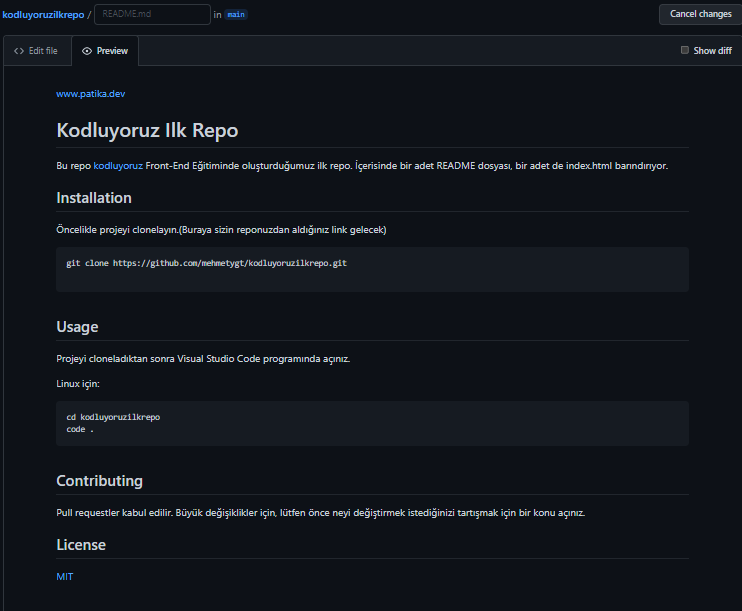 kodluyoruzilkrepo / README.md in main Cancel changes
<> Edit file Preview Show diff
www.patika.dev
Kodluyoruz Ilk Repo
Bu repo kodluyoruz Front-End Eğitiminde oluşturduğumuz ilk repo. İçerisinde bir adet README dosyası, bir adet de index.html barındırıyor.
Installation
Öncelikle projeyi clonelayın.(Buraya sizin reponuzdan aldığınız link gelecek)
git clone https://github.com/mehmetygt/kodluyoruzilkrepo.git
Usage
Projeyi cloneladıktan sonra Visual Studio Code programında açınız.
Linux için:
cd kodluyoruzilkrepo
code .
Contributing
Pull requestler kabul edilir. Büyük değişiklikler için, lütfen önce neyi değiştirmek istediğinizi tartışmak için bir konu açınız.
License
MIT